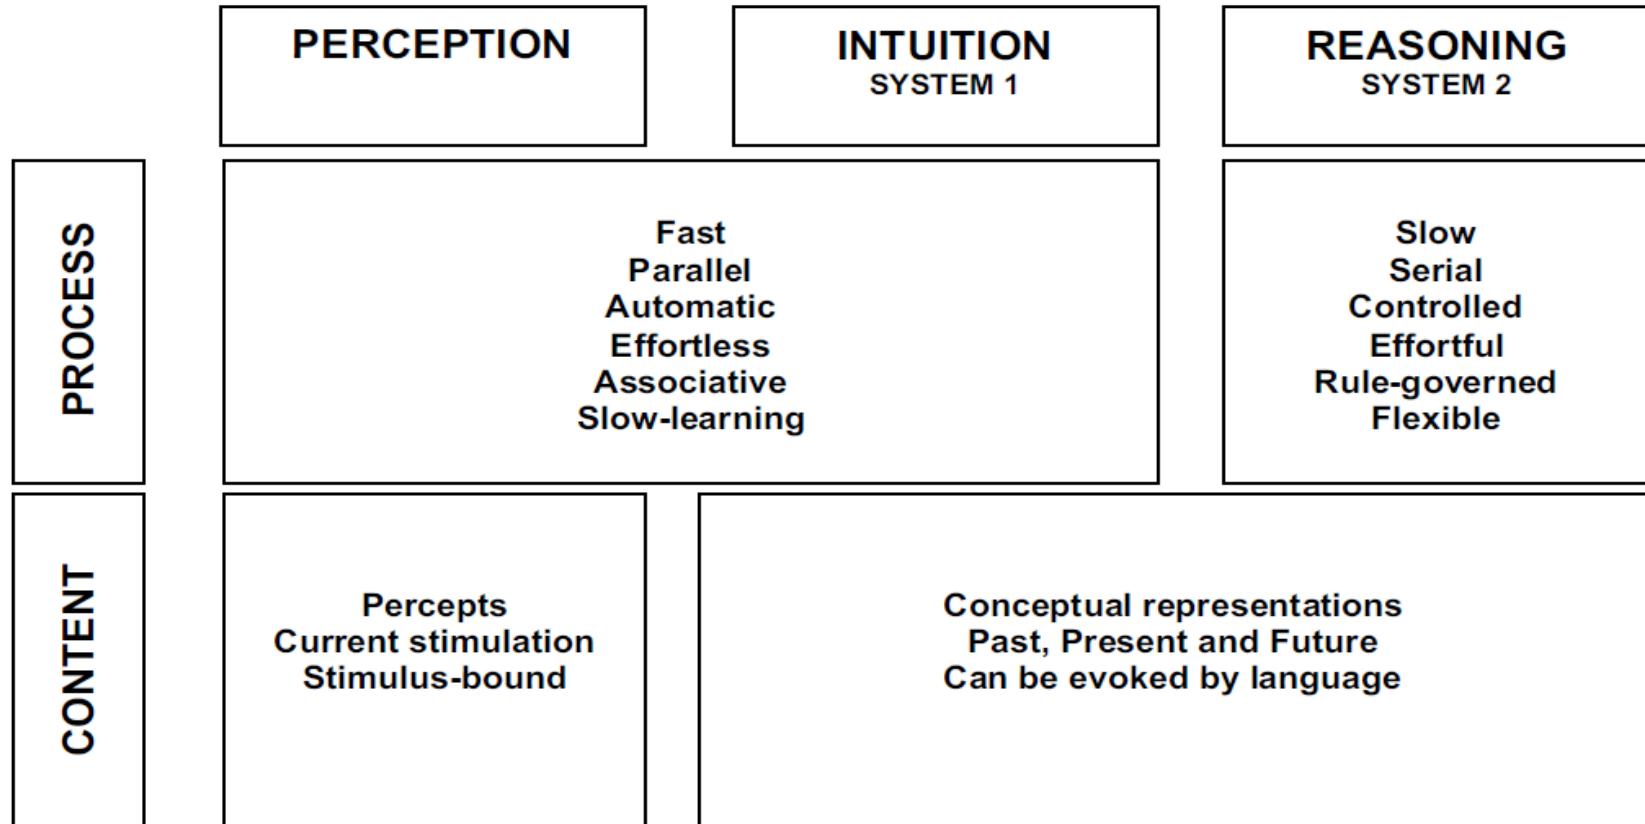 PERCEPTION
INTUITION
SYSTEM 1
REASONING
SYSTEM 2
PROCESS
Fast
Parallel
Automatic
Effortless
Associative
Slow-learning
Slow
Serial
Controlled
Effortful
Rule-governed
Flexible
CONTENT
Percepts
Current stimulation
Stimulus-bound
Conceptual representations
Past, Present and Future
Can be evoked by language